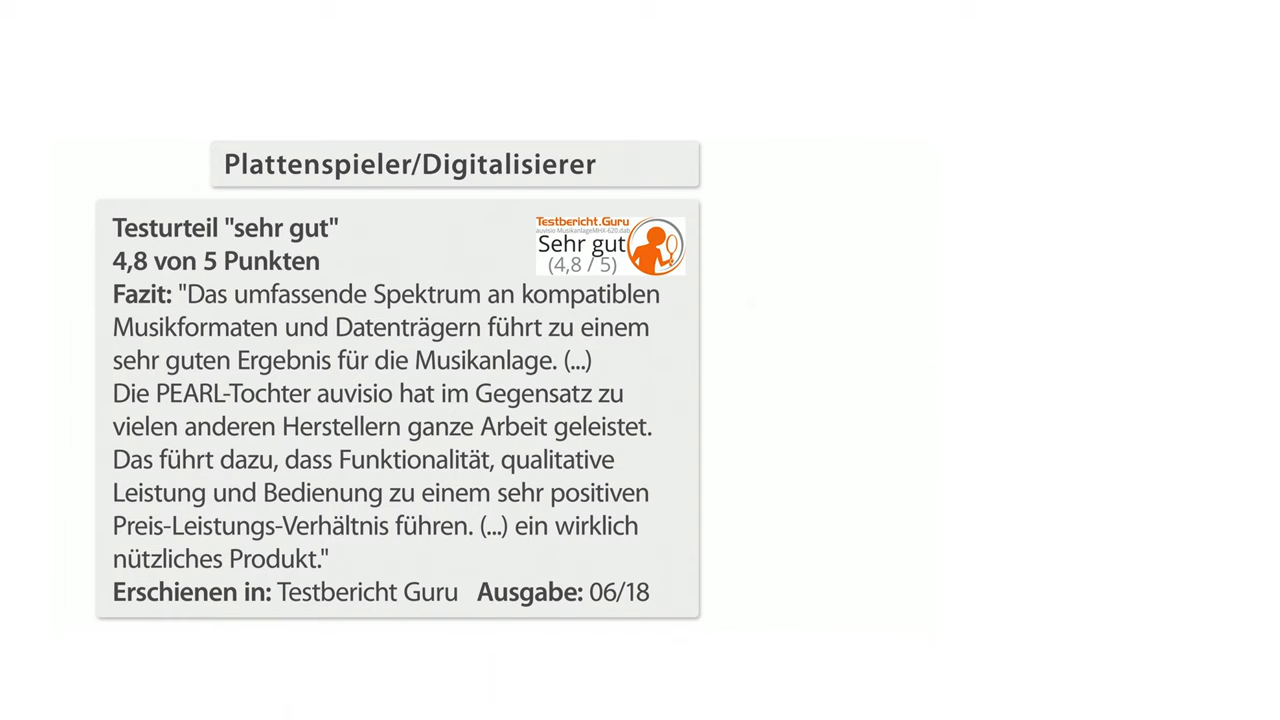 Plattenspieler/Digitalisierer
Testurteil "sehr gut"
4,8 von 5 Punkten
Testbericht.Guru
auvisio MusikanlageMHX-620.dab
Sehr gut
(4,8 / 5)
Fazit: "Das umfassende Spektrum an kompatiblen
Musikformaten und Datenträgern führt zu einem
sehr guten Ergebnis für die Musikanlage. (...)
Die PEARL-Tochter auvisio hat im Gegensatz zu
vielen anderen Herstellern ganze Arbeit geleistet.
Das führt dazu, dass Funktionalität, qualitative
Leistung und Bedienung zu einem sehr positiven
Preis-Leistungs-Verhältnis führen. (...) ein wirklich
nützliches Produkt."
Erschienen in: Testbericht Guru Ausgabe: 06/18